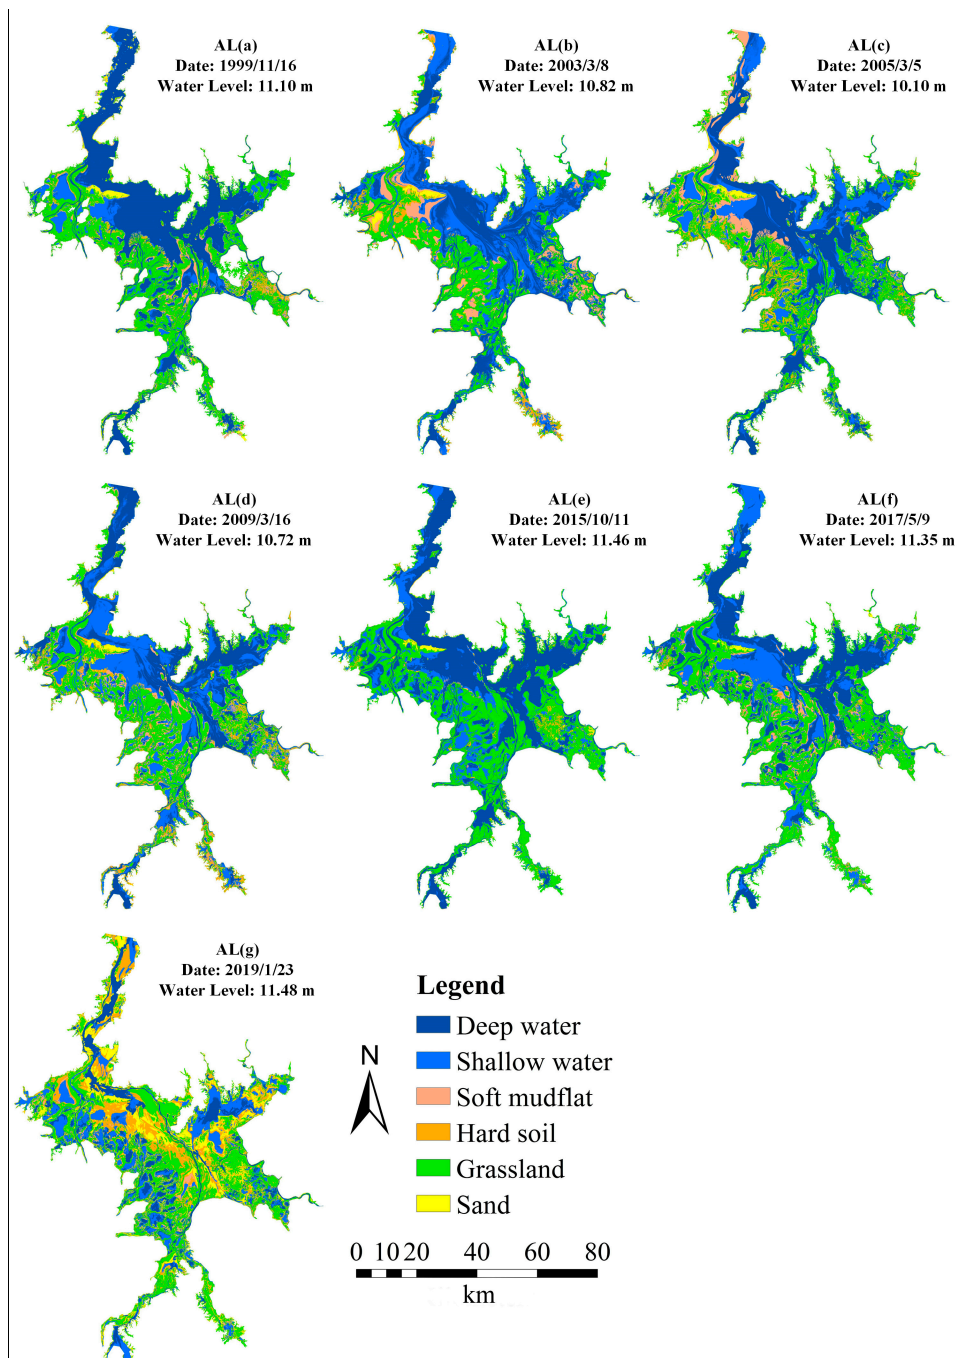 AL(a)
Date: 1999/11/16
Water Level: 11.10 m
AL(b)
Date: 2003/3/8
Water Level: 10.82 m
AL(c)
Date: 2005/3/5
Water Level: 10.10 m
AL(d)
Date: 2009/3/16
Water Level: 10.72 m
AL(e)
Date: 2015/10/11
Water Level: 11.46 m
AL(f)
Date: 2017/5/9
Water Level: 11.35 m
AL(g)
Date: 2019/1/23
Water Level: 11.48 m
Legend
Deep water
Shallow water
Soft mudflat
Hard soil
Grassland
Sand
N
0 10 20 40 60 80
km